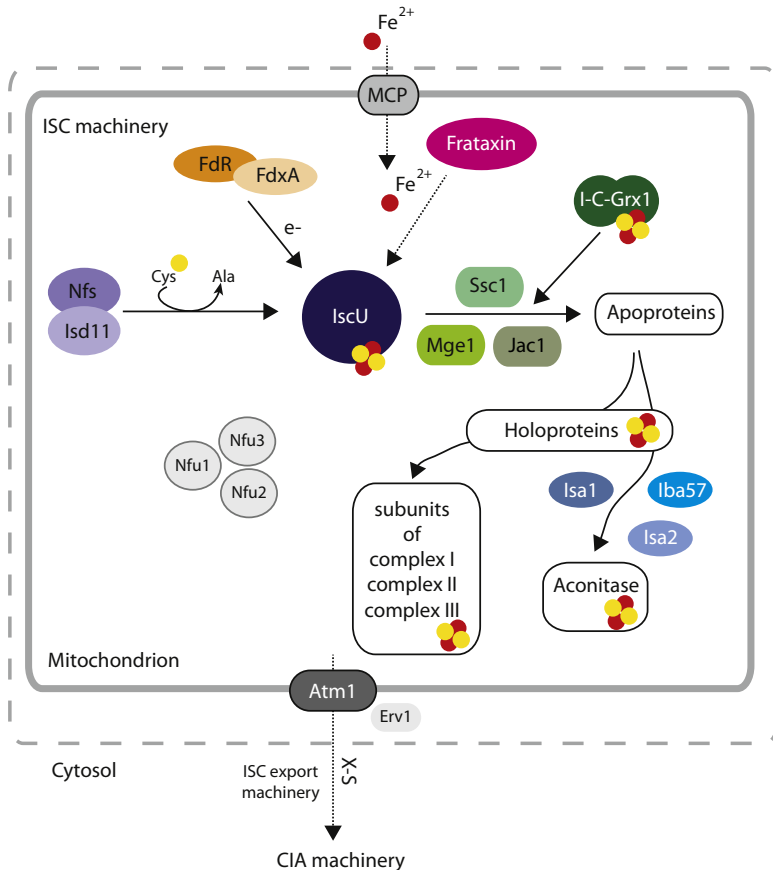 Fe2+
MCP
ISC machinery
FdR
FdxA
Frataxin
Fe2+
I-C-Grx1
e-
Cys
Ala
Nfs
Isd11
IscU
Ssc1
Mge1
Jac1
Apoproteins
Nfu3
Nfu1
Nfu2
Holoproteins
Isa1
Iba57
Isa2
subunits
of
complex I
complex II
complex III
Aconitase
Mitochondrion
Atm1
Erv1
Cytosol
ISC export
machinery
X-S
CIA machinery